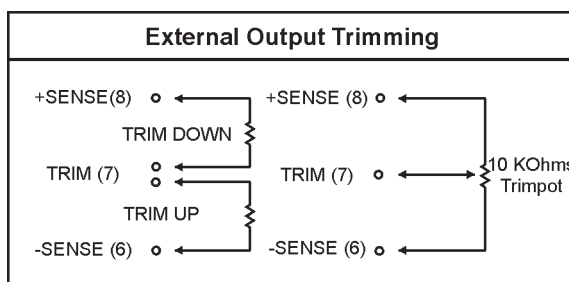 External Output Trimming
+SENSE(8)
TRIM DOWN
TRIM (7)
TRIM UP
-SENSE (6)
+SENSE (8)
TRIM (7)
10 KOhms
Trimpot
-SENSE (6)